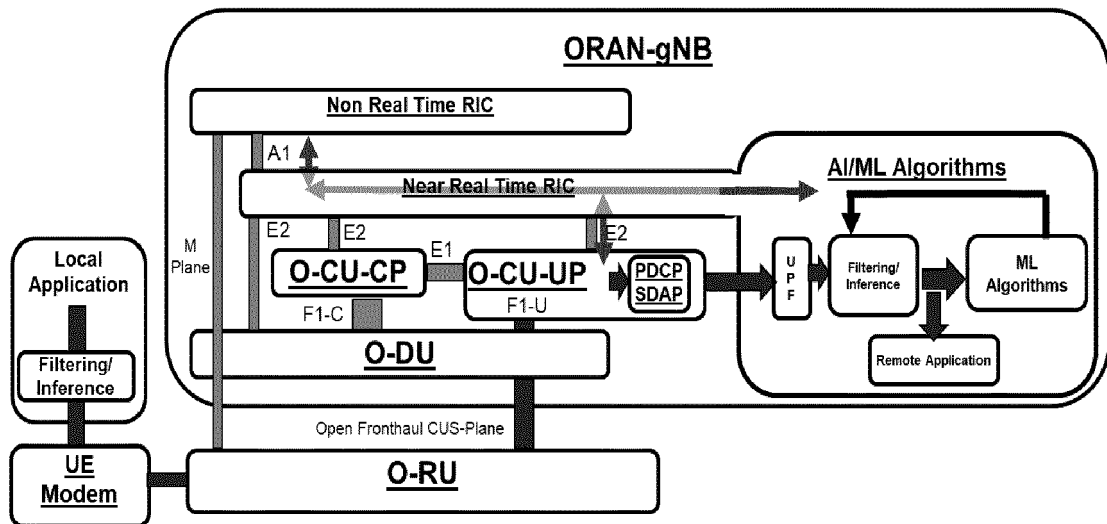 ORAN-gNB
Non Real Time RIC
A1
Near Real Time RIC
AI/ML Algorithms
M
Plane
E2
E2
E1
E2
O-CU-CP
O-CU-UP
PDCP
SDAP
U
P
F
Filtering/
Inference
ML
Algorithms
Remote Application
F1-C
F1-U
O-DU
Local
Application
Filtering/
Inference
Open Fronthaul CUS-Plane
UE
Modem
O-RU